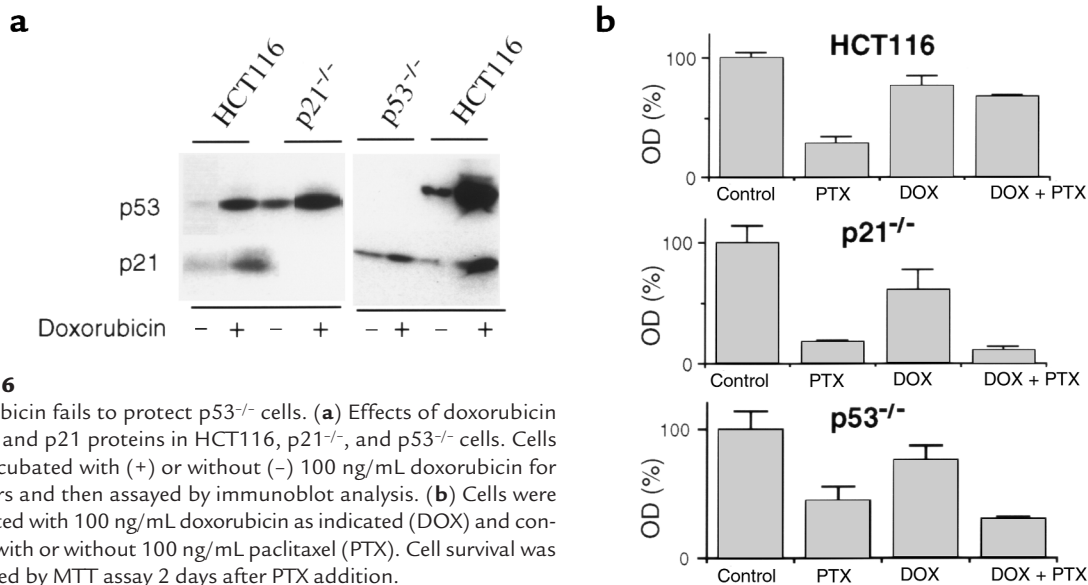 a
HCT116 p21-/- p53-/- HCT116
p53
p21
Doxorubicin − + − + − + − +
6
bicin fails to protect p53–/– cells. (a) Effects of doxorubicin
and p21 proteins in HCT116, p21–/–, and p53–/– cells. Cells
cubated with (+) or without (–) 100 ng/mL doxorubicin for
rs and then assayed by immunoblot analysis. (b) Cells were
ted with 100 ng/mL doxorubicin as indicated (DOX) and con-
with or without 100 ng/mL paclitaxel (PTX). Cell survival was
ed by MTT assay 2 days after PTX addition.
b
HCT116
OD (%)
100
0
Control PTX DOX DOX + PTX
p21-/-
OD (%)
100
0
Control PTX DOX DOX + PTX
p53-/-
OD (%)
100
0
Control PTX DOX DOX + PTX